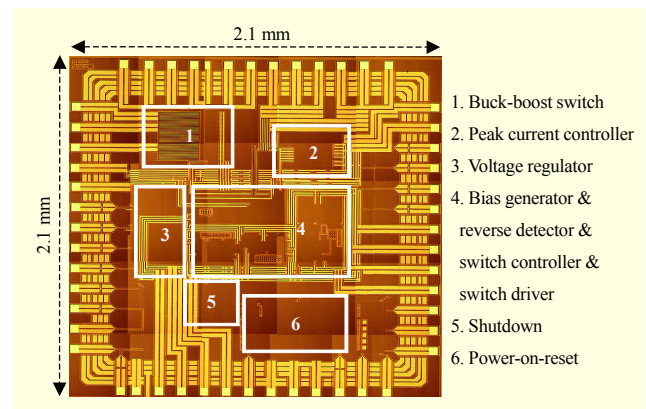 2.1 mm
2.1 mm
1
2
3
4
5
6
1. Buck-boost switch
2. Peak current controller
3. Voltage regulator
4. Bias generator &
reverse detector &
switch controller &
switch driver
5. Shutdown
6. Power-on-reset